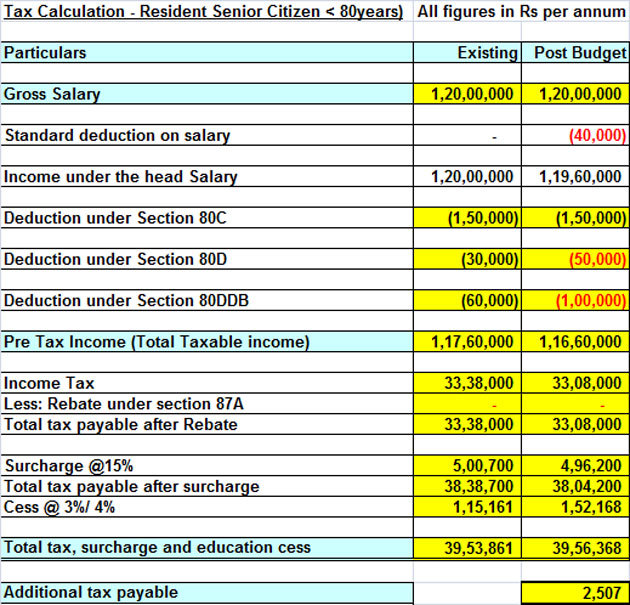 Tax Calculation - Resident Senior Citizen < 80years) All figures in Rs per annum
Particulars Existing Post Budget
Gross Salary 1,20,00,000 1,20,00,000
Standard deduction on salary - (40,000)
Income under the head Salary 1,20,00,000 1,19,60,000
Deduction under Section 80C (1,50,000) (1,50,000)
Deduction under Section 80D (30,000) (50,000)
Deduction under Section 80DDB (60,000) (1,00,000)
Pre Tax Income (Total Taxable income) 1,17,60,000 1,16,60,000
Income Tax 33,38,000 33,08,000
Less: Rebate under section 87A - -
Total tax payable after Rebate 33,38,000 33,08,000
Surcharge @15% 5,00,700 4,96,200
Total tax payable after surcharge 38,38,700 38,04,200
Cess @ 3%/ 4% 1,15,161 1,52,168
Total tax, surcharge and education cess 39,53,861 39,56,368
Additional tax payable 2,507